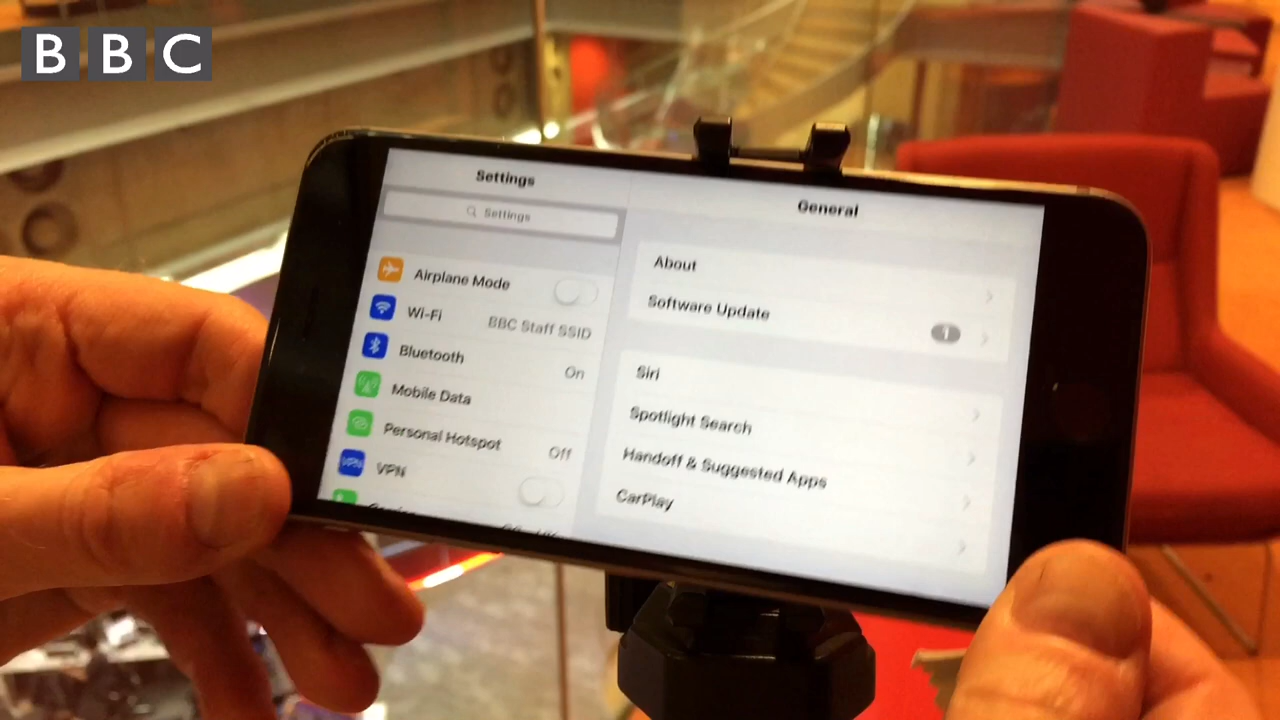 BBC
Settings
Settings
Airplane Mode
Wi-Fi BBC Staff SSID
Bluetooth On
Mobile Data
Personal Hotspot Off
VPN VPN
General
About
Software Update 1
Siri
Spotlight Search
Handoff & Suggested Apps
CarPlay